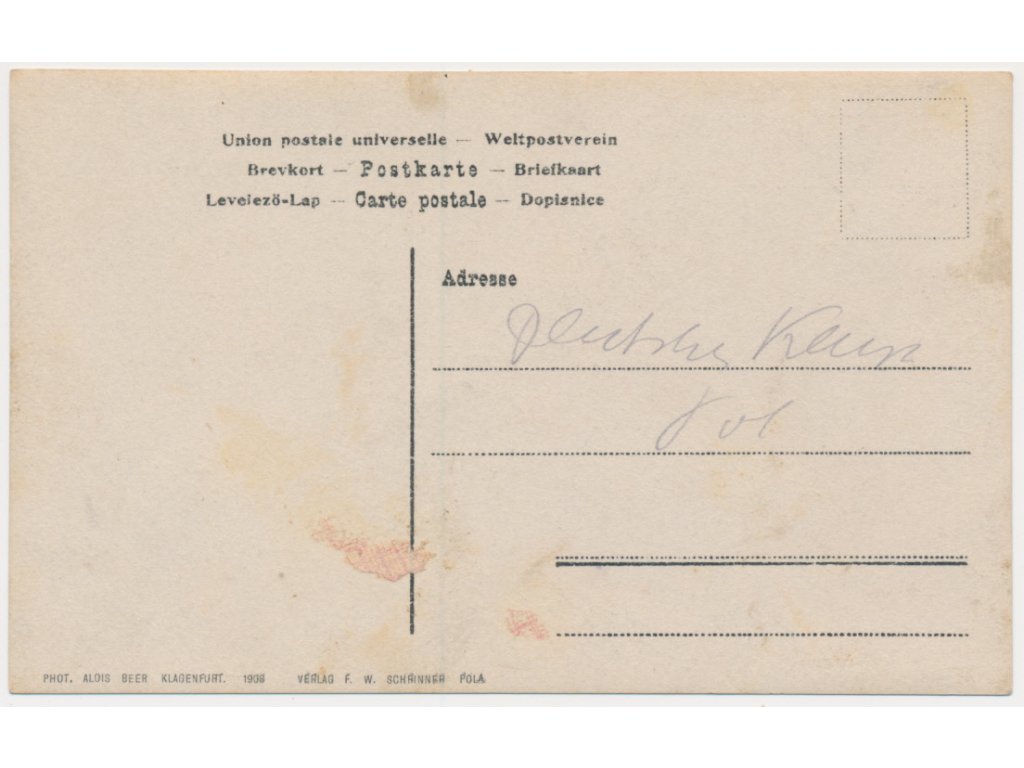 Union postale universelle — Weltpostverein
Brevkort — Postkarte — Briefkaart
Levelező-Lap — Carte postale — Dopisnice
Adresse
PHOT. ALOIS BEER KLAGENFURT. 1908 VERLAG F. W. SCHRINNER POLA